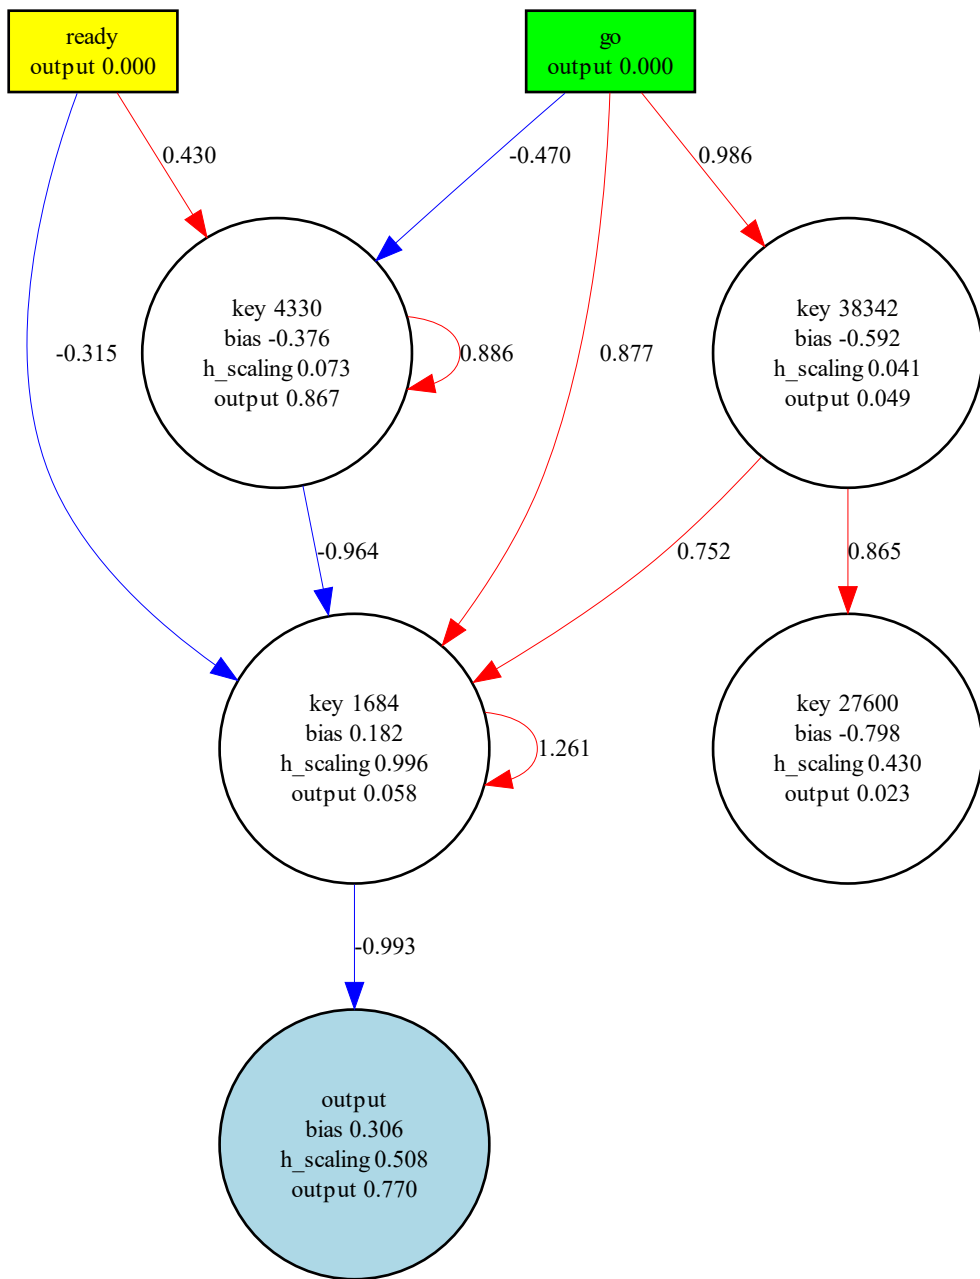 ready
output 0.000
go
output 0.000
0.430
-0.470
0.986
key 4330
bias -0.376
h_scaling 0.073
output 0.867
key 38342
bias -0.592
h_scaling 0.041
output 0.049
-0.315
0.886
0.877
-0.964
0.752
0.865
key 1684
bias 0.182
h_scaling 0.996
output 0.058
1.261
key 27600
bias -0.798
h_scaling 0.430
output 0.023
-0.993
output
bias 0.306
h_scaling 0.508
output 0.770